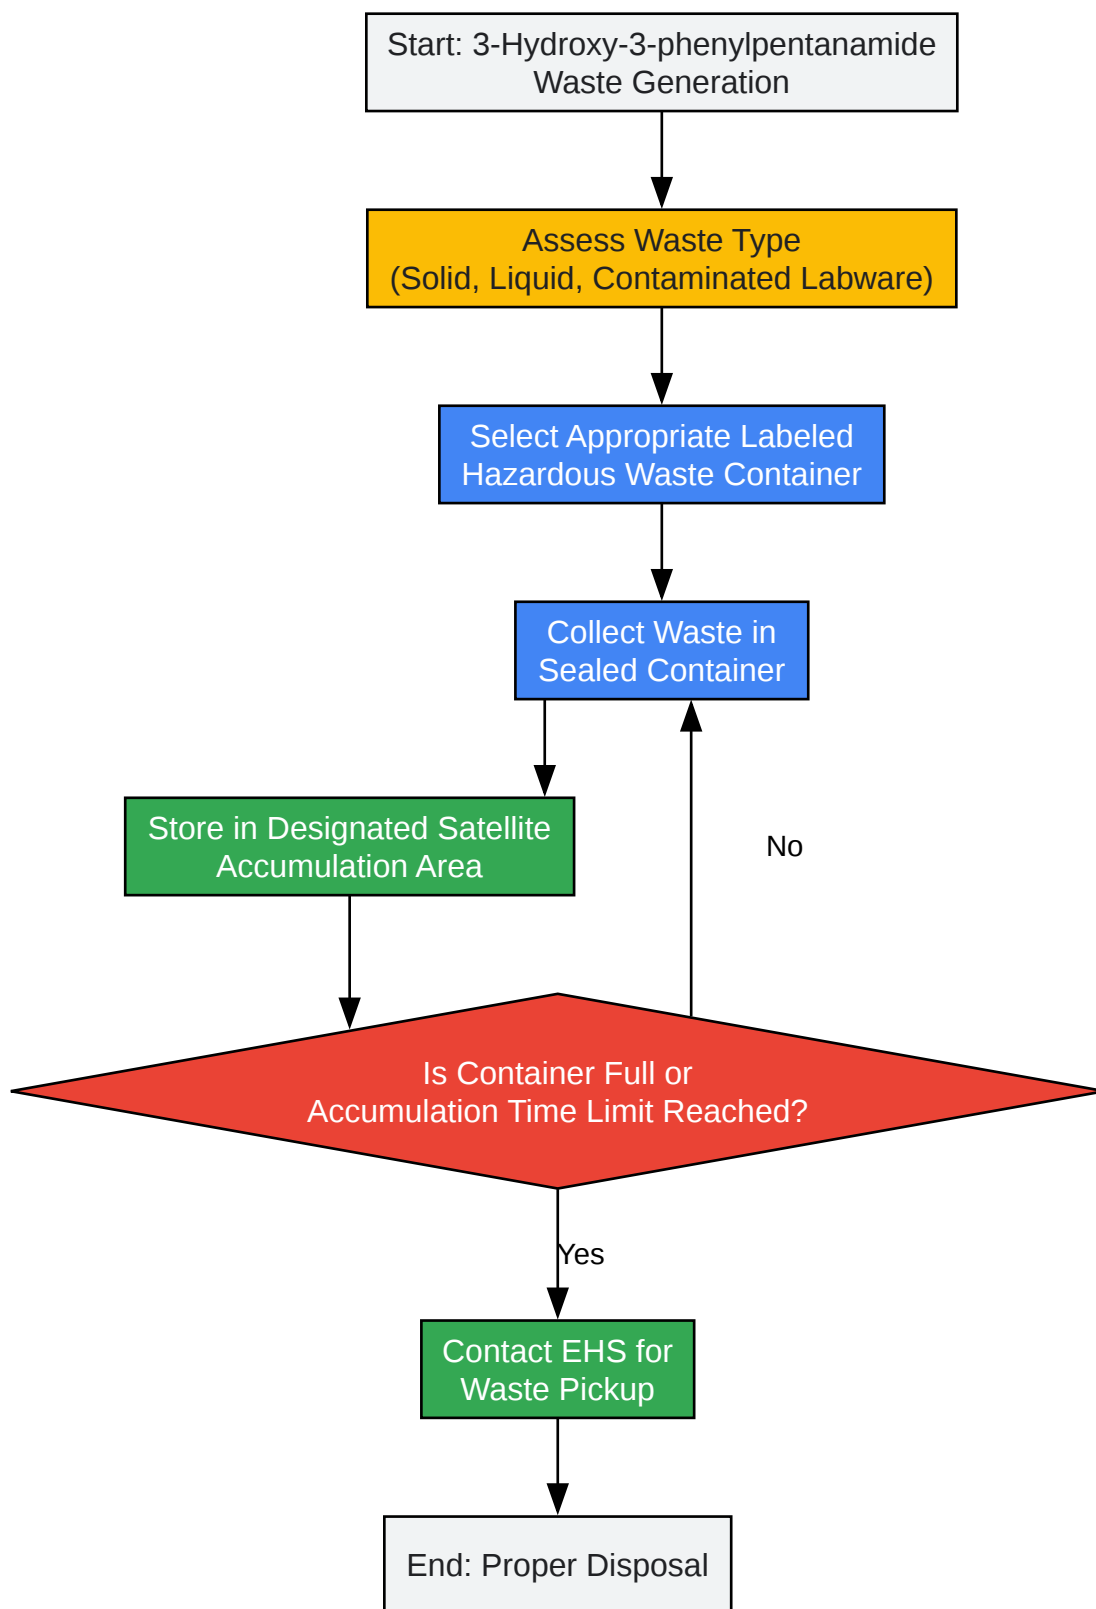 Start: 3-Hydroxy-3-phenylpentanamide
Waste Generation
Assess Waste Type
(Solid, Liquid, Contaminated Labware)
Select Appropriate Labeled
Hazardous Waste Container
Collect Waste in
Sealed Container
Store in Designated Satellite
Accumulation Area
No
Is Container Full or
Accumulation Time Limit Reached?
Yes
Contact EHS for
Waste Pickup
End: Proper Disposal